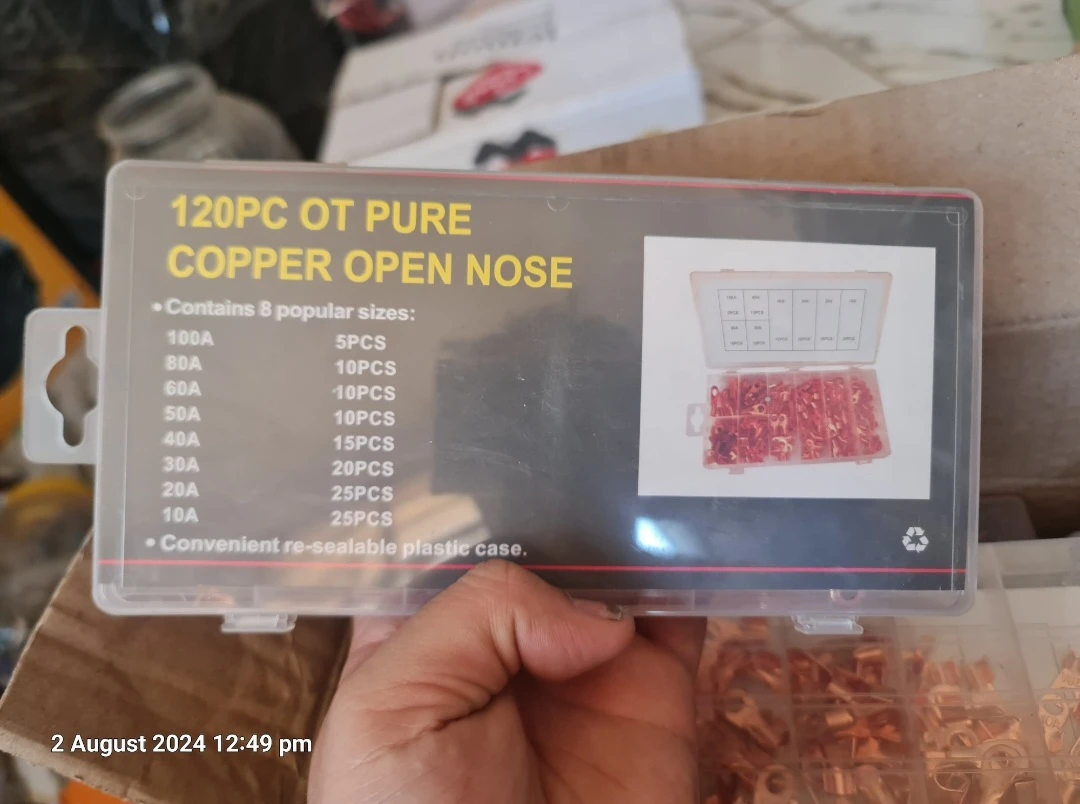 120PC OT PURE
COPPER OPEN NOSE
• Contains 8 popular sizes:
100A 5PCS
80A 10PCS
60A 10PCS
50A 10PCS
40A 15PCS
30A 20PCS
20A 25PCS
10A 25PCS
• Convenient re-sealable plastic case.
2 August 2024 12:49 pm